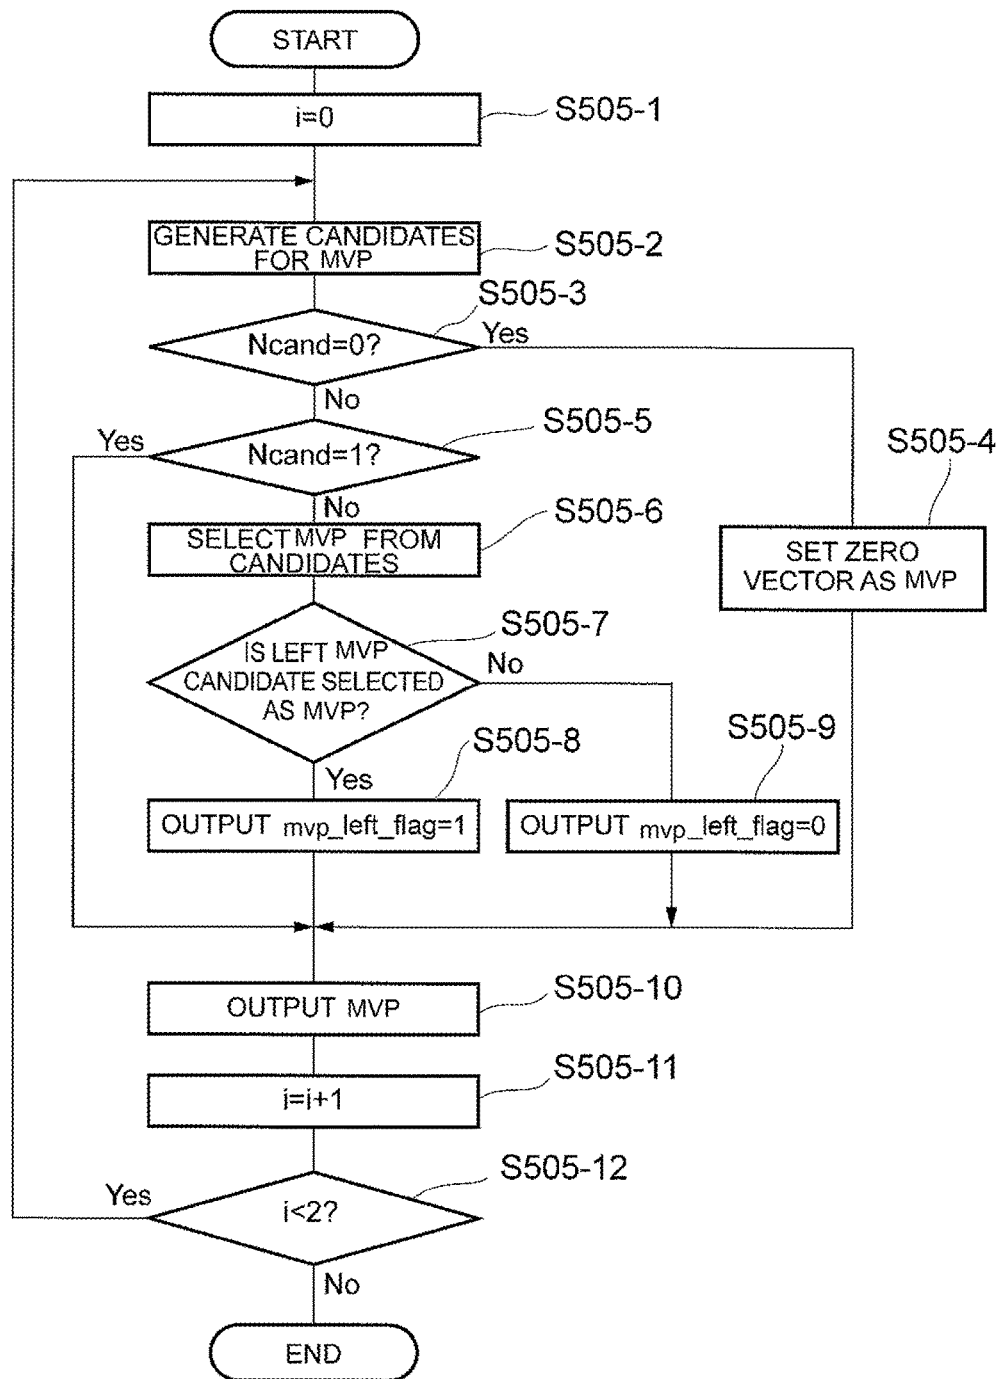 START
i=0
S505-1
GENERATE CANDIDATES
FOR MVP
S505-2
S505-3
Ncand=0?
Yes
No
S505-5
Yes
Ncand=1?
S505-4
No
S505-6
SELECT MVP FROM
CANDIDATES
SET ZERO
VECTOR AS MVP
S505-7
IS LEFT MVP
CANDIDATE SELECTED
AS MVP?
No
S505-9
S505-8
Yes
OUTPUT mvp_left_flag=1
OUTPUT mvp_left_flag=0
S505-10
OUTPUT MVP
S505-11
i=i+1
S505-12
Yes
i<2?
No
END